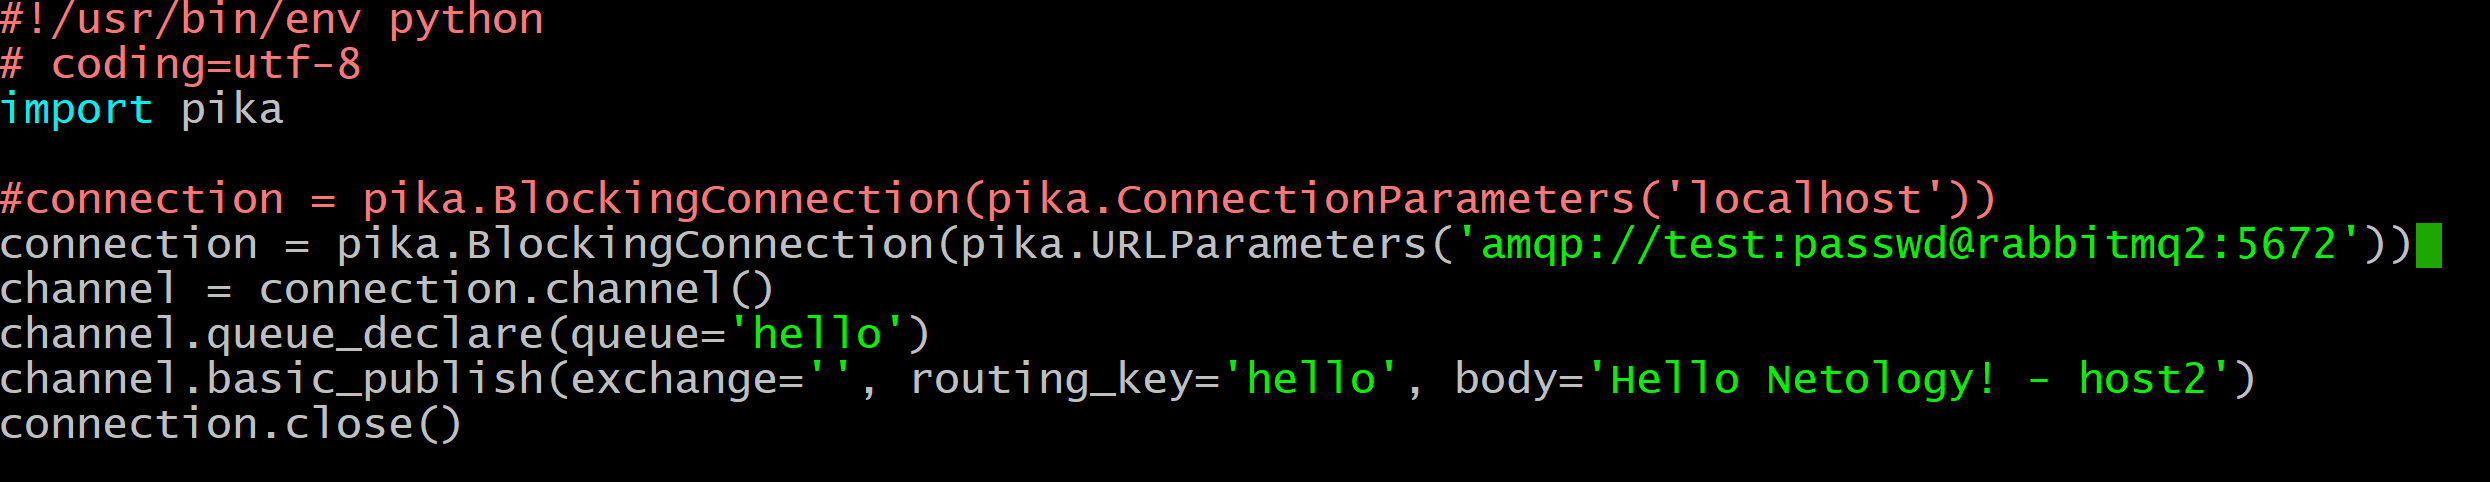 #!/usr/bin/env python
# coding=utf-8
import pika

#connection = pika.BlockingConnection(pika.ConnectionParameters('localhost'))
connection = pika.BlockingConnection(pika.URLParameters('amqp://test:passwd@rabbitmq2:5672'))
channel = connection.channel()
channel.queue_declare(queue='hello')
channel.basic_publish(exchange='', routing_key='hello', body='Hello Netology! - host2')
connection.close()